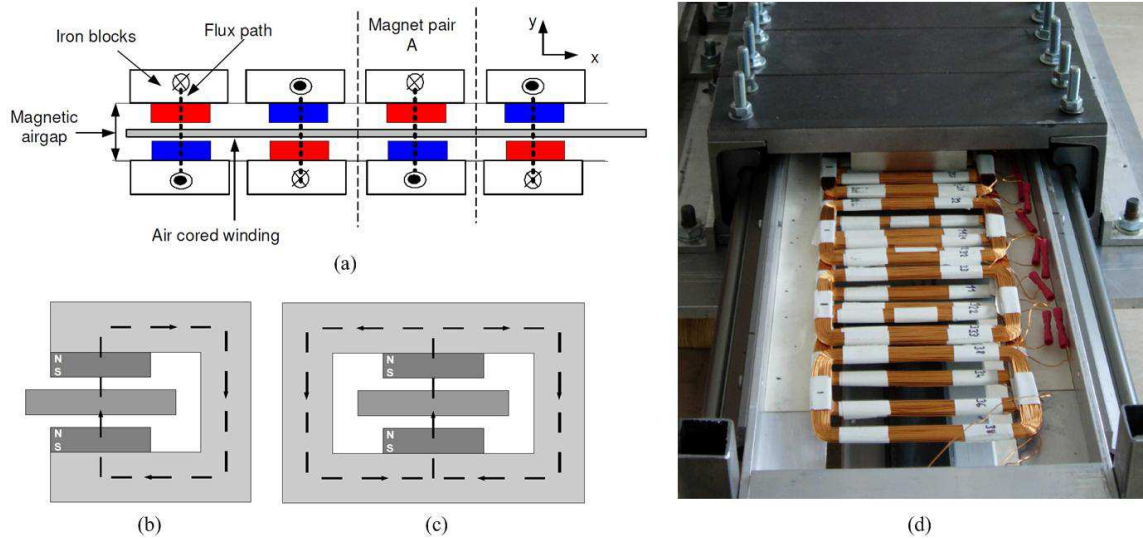 Iron blocks
Flux path
Magnet pair
A
y
x
Magnetic
airgap
Air cored winding
(a)
N
S
N
S
(b)
N
S
N
S
(c)
(d)